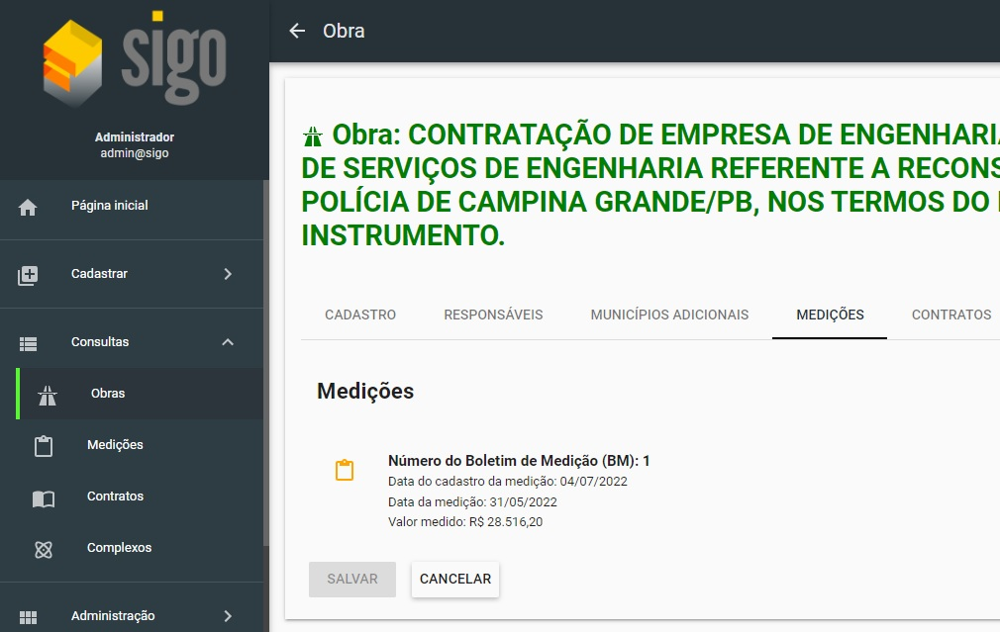 sigo
Administrador
admin@sigo
Página inicial
Cadastrar
Consultas
Obras
Medições
Contratos
Complexos
Administração
Obra
Obra: CONTRATAÇÃO DE EMPRESA DE ENGENHARIA
DE SERVIÇOS DE ENGENHARIA REFERENTE A RECONS
POLÍCIA DE CAMPINA GRANDE/PB, NOS TERMOS DO
INSTRUMENTO.
CADASTRO RESPONSÁVEIS MUNICÍPIOS ADICIONAIS MEDIÇÕES CONTRATOS
Medições
Número do Boletim de Medição (BM): 1
Data do cadastro da medição: 04/07/2022
Data da medição: 31/05/2022
Valor medido: R$ 28.516,20
SALVAR CANCELAR